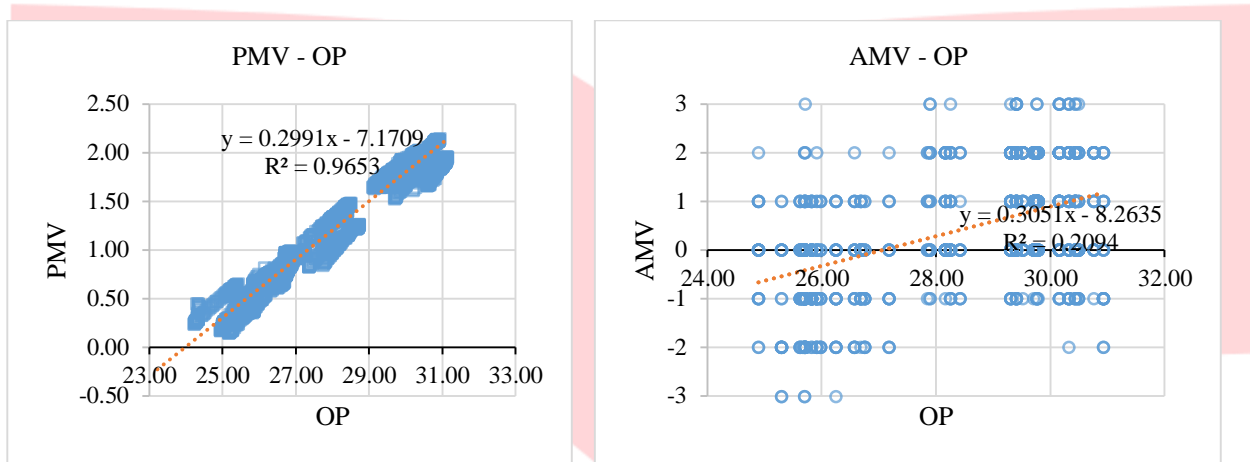 PMV - OP
2.50
2.00
1.50
1.00
0.50
0.00
-0.50
y = 0.2991x - 7.1709
R² = 0.9653
23.00 25.00 27.00 29.00 31.00 33.00
PMV
OP
AMV - OP
3
2
1
0
-1
-2
-3
y = 0.3051x - 8.2635
R² = 0.2094
24.00 26.00 28.00 30.00 32.00
AMV
OP